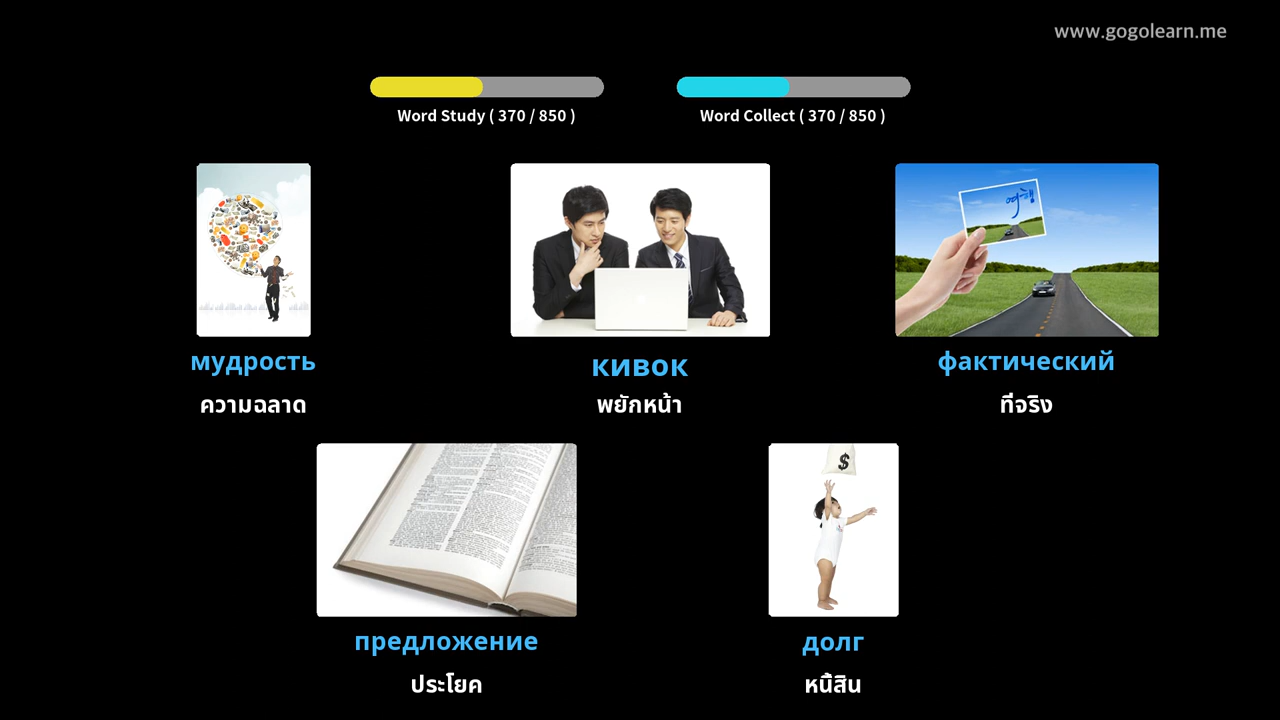 www.gogolearn.me
Word Study ( 370 / 850 )
Word Collect ( 370 / 850 )
여행
мудрость
кивок
фактический
ความฉลาด
พยักหน้า
ที่จริง
$
предложение
долг
ประโยค
หนี้สิน